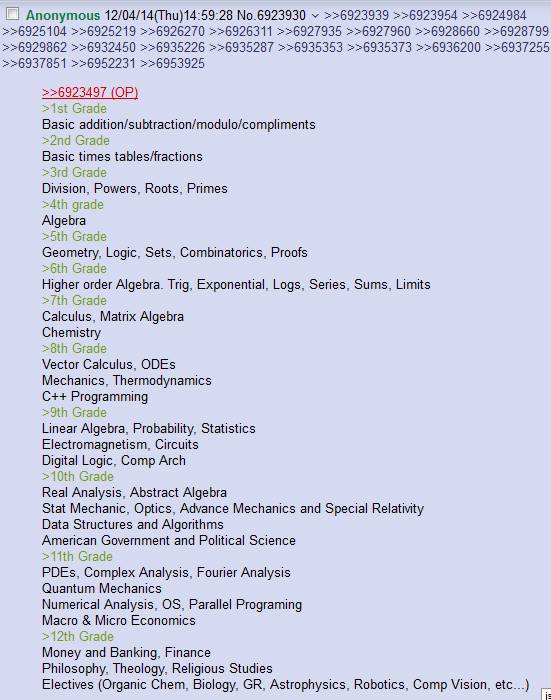 Anonymous 12/04/14(Thu)14:59:28 No.6923930 >>6923939 >>6923954 >>6924984
>>6925104 >>6925219 >>6926270 >>6926311 >>6927935 >>6927960 >>6928660 >>6928799
>>6929862 >>6932450 >>6935226 >>6935287 >>6935353 >>6935373 >>6936200 >>6937255
>>6937851 >>6952231 >>6953925
>>6923497 (OP)
>1st Grade
Basic addition/subtraction/modulo/compliments
>2nd Grade
Basic times tables/fractions
>3rd Grade
Division, Powers, Roots, Primes
>4th grade
Algebra
>5th Grade
Geometry, Logic, Sets, Combinatorics, Proofs
>6th Grade
Higher order Algebra. Trig, Exponential, Logs, Series, Sums, Limits
>7th Grade
Calculus, Matrix Algebra
Chemistry
>8th Grade
Vector Calculus, ODEs
Mechanics, Thermodynamics
C++ Programming
>9th Grade
Linear Algebra, Probability, Statistics
Electromagnetism, Circuits
Digital Logic, Comp Arch
>10th Grade
Real Analysis, Abstract Algebra
Stat Mechanic, Optics, Advance Mechanics and Special Relativity
Data Structures and Algorithms
American Government and Political Science
>11th Grade
PDEs, Complex Analysis, Fourier Analysis
Quantum Mechanics
Numerical Analysis, OS, Parallel Programing
Macro & Micro Economics
>12th Grade
Money and Banking, Finance
Philosophy, Theology, Religious Studies
Electives (Organic Chem, Biology, GR, Astrophysics, Robotics, Comp Vision, etc...)